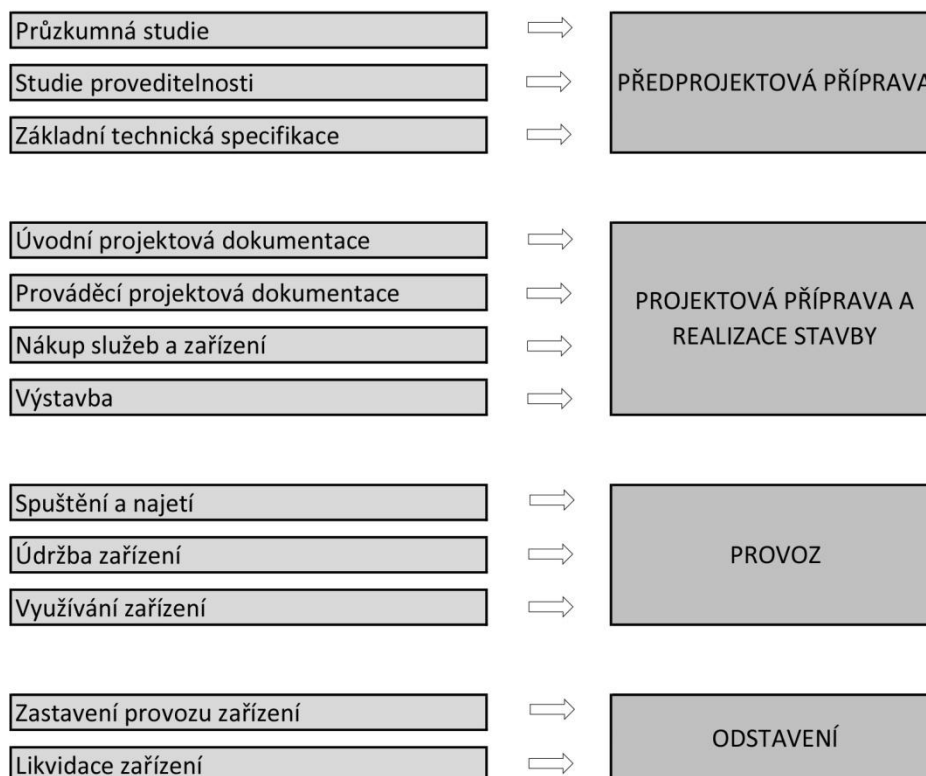 Průzkumná studie
Studie proveditelnosti
Základní technická specifikace
PŘEDPROJEKTOVÁ PŘÍPRAVA
Úvodní projektová dokumentace
Prováděcí projektová dokumentace
Nákup služeb a zařízení
Výstavba
PROJEKTOVÁ PŘÍPRAVA A
REALIZACE STAVBY
Spuštění a najetí
Údržba zařízení
Využívání zařízení
PROVOZ
Zastavení provozu zařízení
Likvidace zařízení
ODSTAVENÍ